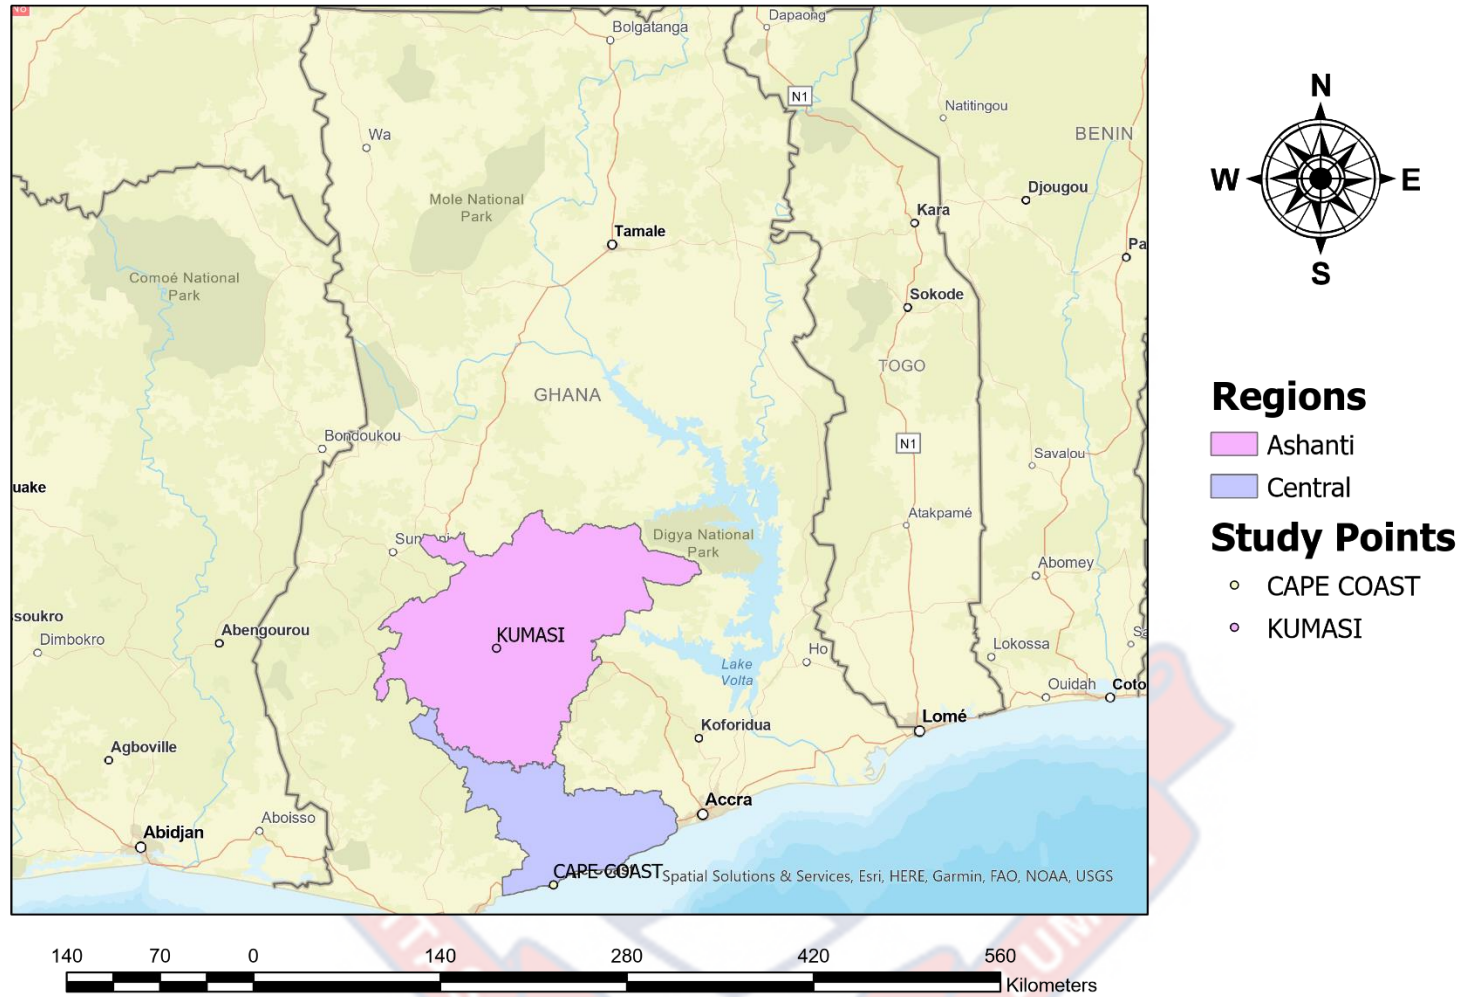 N8
Bolgatanga
Dapaong
N1
Natitingou
BENIN
Wa
Mole National
Park
Djougou
Kara
Tamale
Pa
Comoé National
Park
Sokode
TOGO
GHANA
Bondoukou
N1
Savalou
uake
Atakpamé
Digya National
Park
Abomey
soukro
Dimbokro
Abengourou
KUMASI
Ho
Lokossa
Lake
Volta
Ouidah
Coto
Koforidua
Lomé
Agboville
Accra
Abidjan
Aboisso
CAPE COAST
Spatial Solutions & Services, Esri, HERE, Garmin, FAO, NOAA, USGS
N
W
E
S
Regions
Ashanti
Central
Study Points
CAPE COAST
KUMASI
140 70 0 140 280 420 560
Kilometers